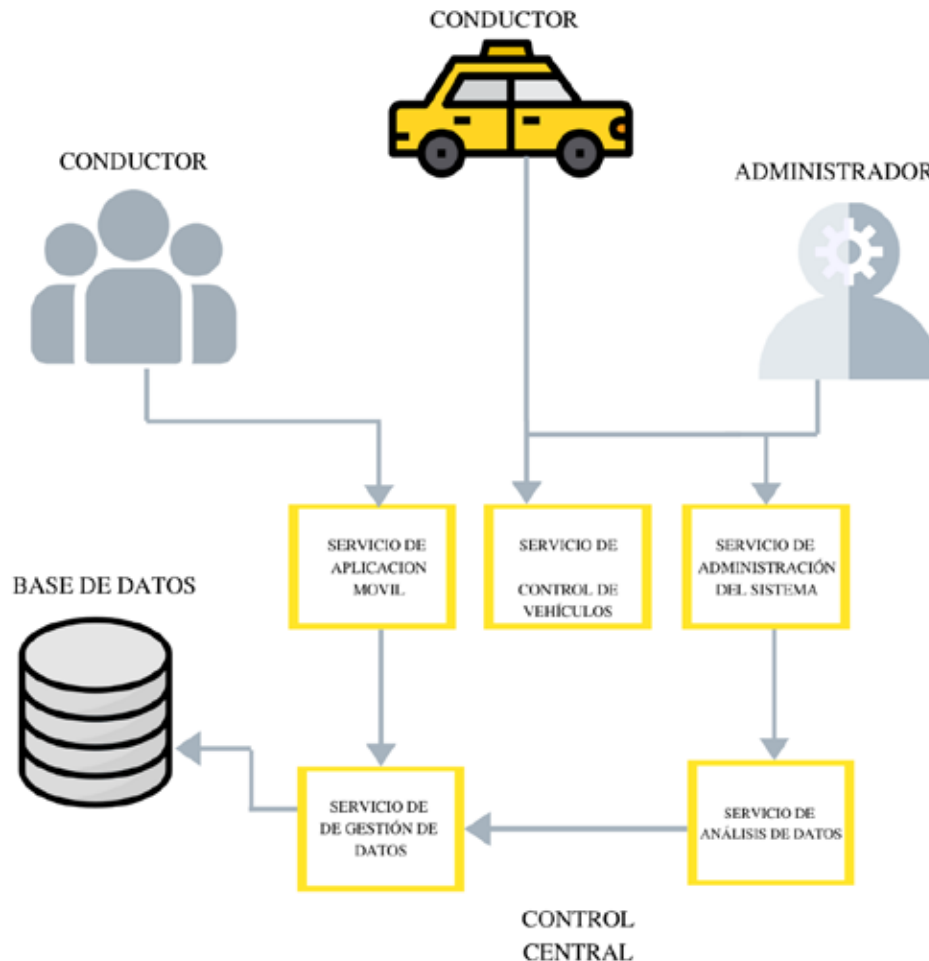 CONDUCTOR
CONDUCTOR
ADMINISTRADOR
SERVICIO DE
APLICACION
MOVIL
SERVICIO DE
CONTROL DE
VEHÍCULOS
SERVICIO DE
ADMINISTRACIÓN
DEL SISTEMA
BASE DE DATOS
SERVICIO DE
DE GESTIÓN DE
DATOS
SERVICIO DE
ANÁLISIS DE DATOS
CONTROL
CENTRAL